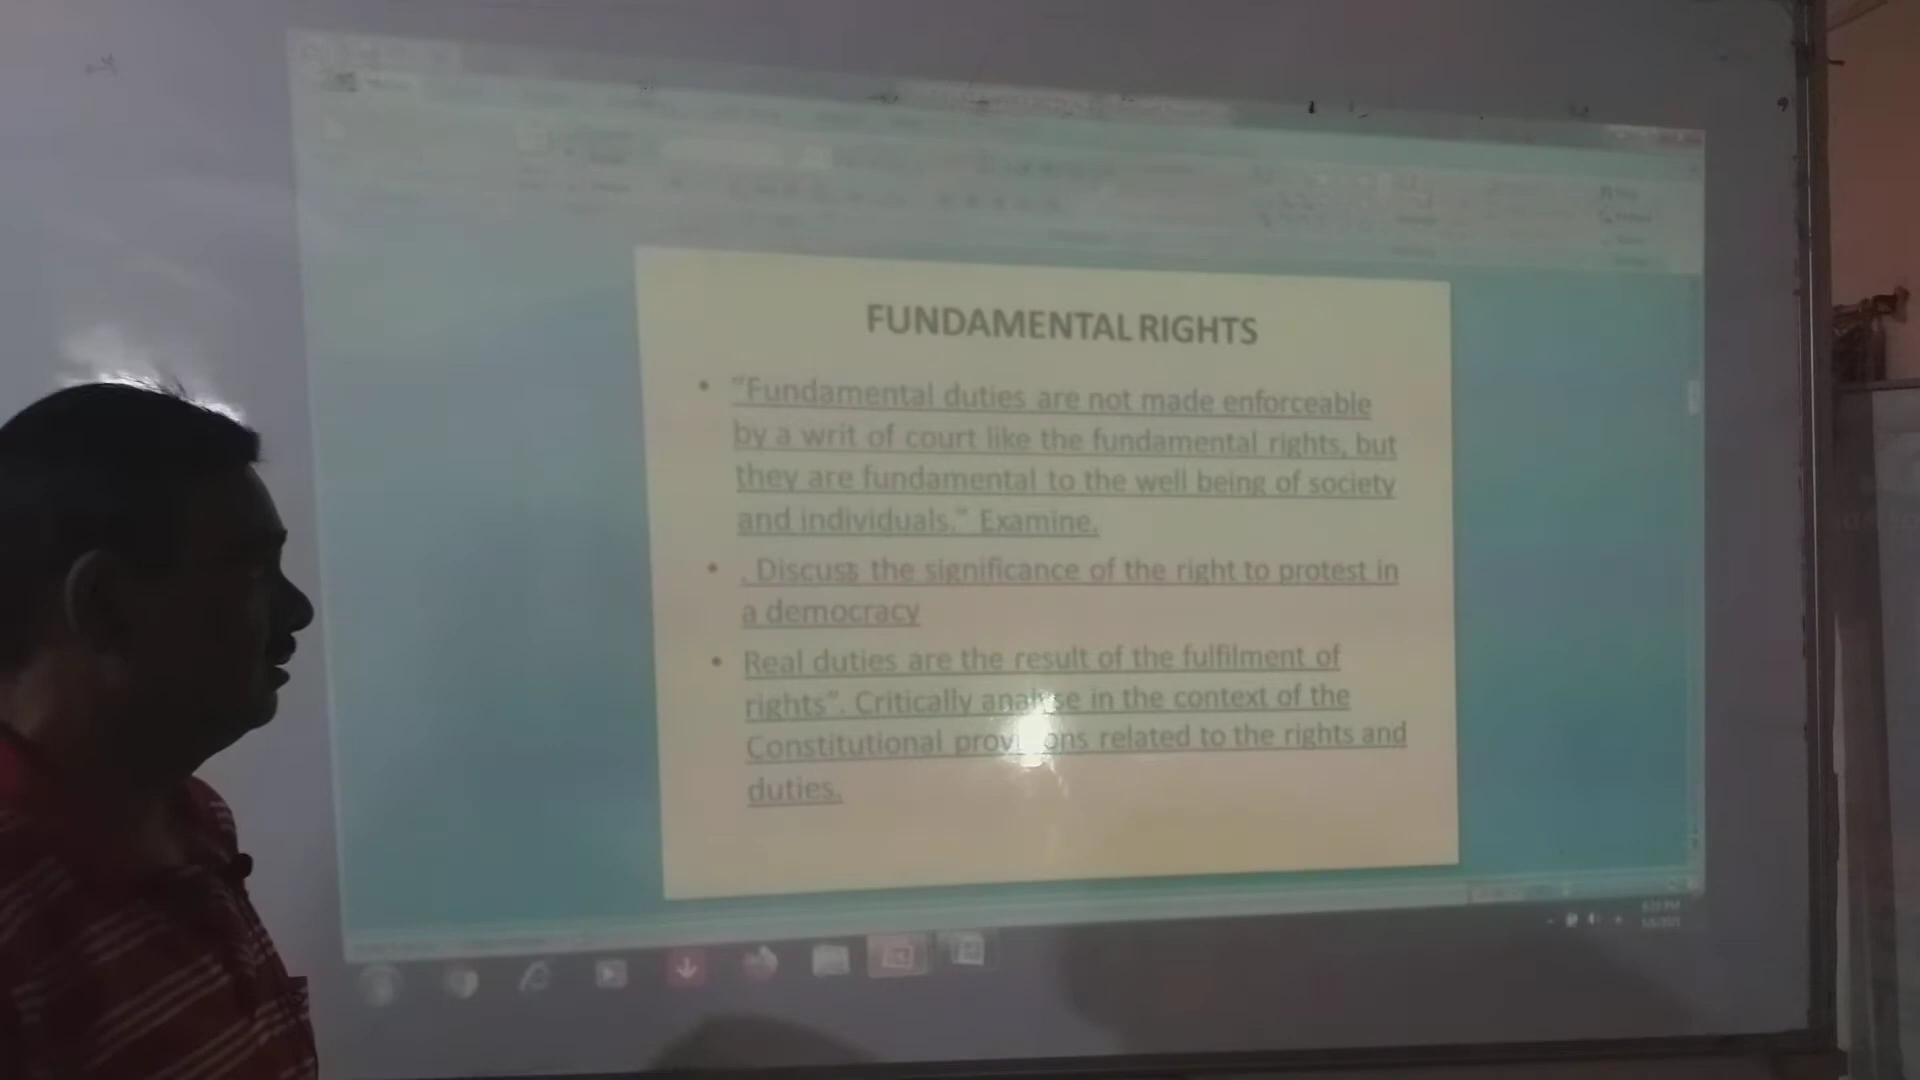 FUNDAMENTAL RIGHTS
• "Fundamental duties are not made enforceable
by a writ of court like the fundamental rights, but
they are fundamental to the well being of society
and individuals." Examine.
• . Discuss the significance of the right to protest in
a democracy
• Real duties are the result of the fulfilment of
rights". Critically analyse in the context of the
Constitutional provisions related to the rights and
duties.